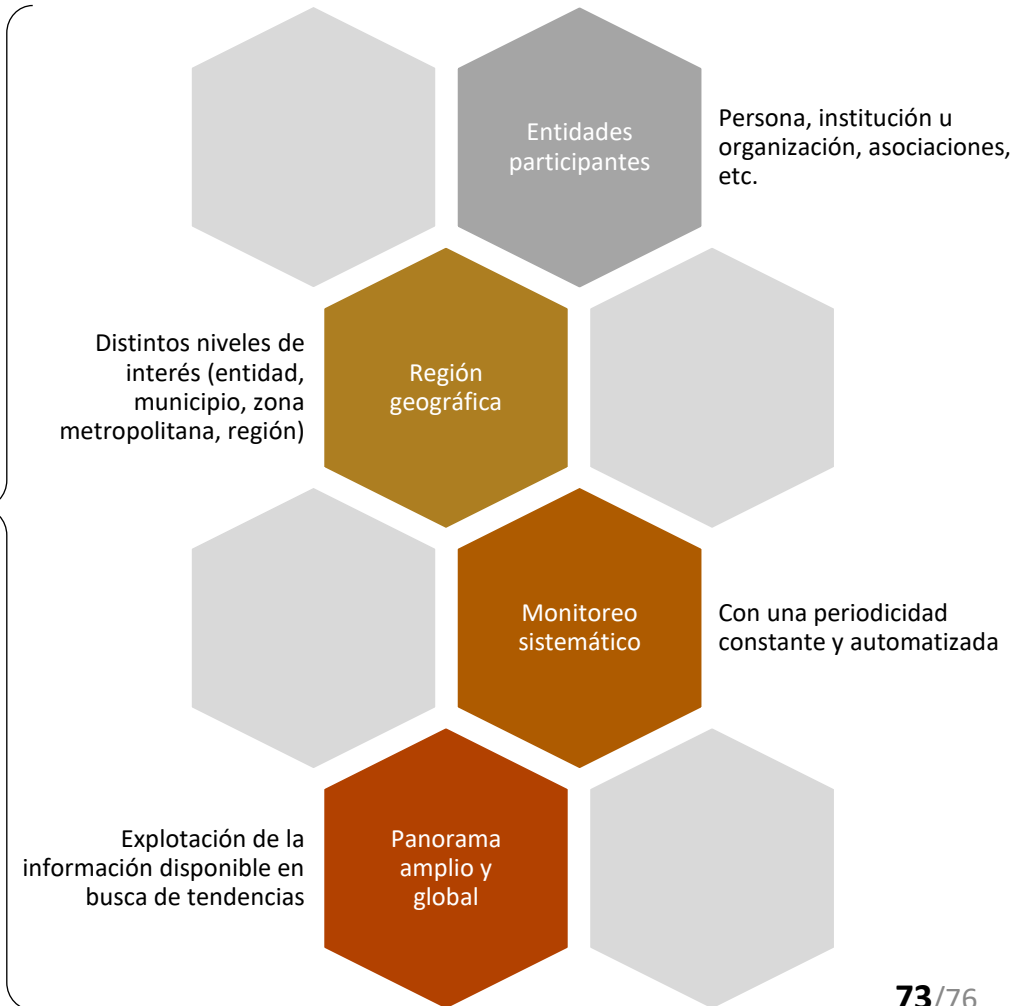 Entidades
participantes
Persona, institución u
organización, asociaciones,
etc.
Distintos niveles de
interés (entidad,
municipio, zona
metropolitana, región)
Región
geográfica
Monitoreo
sistemático
Con una periodicidad
constante y automatizada
Explotación de la
información disponible en
busca de tendencias
Panorama
amplio y
global
73/76